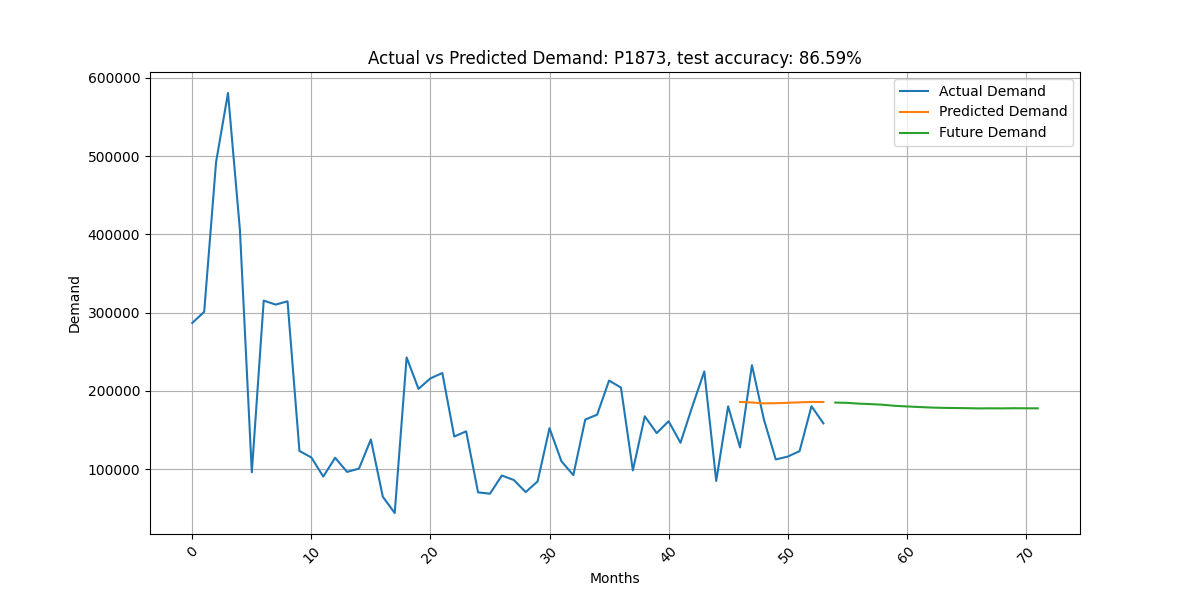 Actual vs Predicted Demand: P1873, test accuracy: 86.59%
600000
500000
400000
300000
200000
100000
Demand
Actual Demand
Predicted Demand
Future Demand
0
10
20
30
40
50
60
70
Months